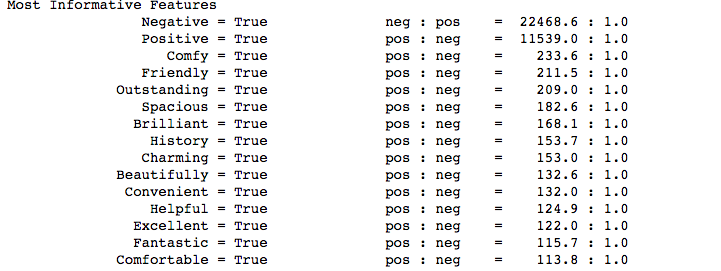 Most Informative Features
Negative = True neg : pos = 22468.6 : 1.0
Positive = True pos : neg = 11539.0 : 1.0
Comfy = True pos : neg = 233.6 : 1.0
Friendly = True pos : neg = 211.5 : 1.0
Outstanding = True pos : neg = 209.0 : 1.0
Spacious = True pos : neg = 182.6 : 1.0
Brilliant = True pos : neg = 168.1 : 1.0
History = True pos : neg = 153.7 : 1.0
Charming = True pos : neg = 153.0 : 1.0
Beautifully = True pos : neg = 132.6 : 1.0
Convenient = True pos : neg = 132.0 : 1.0
Helpful = True pos : neg = 124.9 : 1.0
Excellent = True pos : neg = 122.0 : 1.0
Fantastic = True pos : neg = 115.7 : 1.0
Comfortable = True pos : neg = 113.8 : 1.0